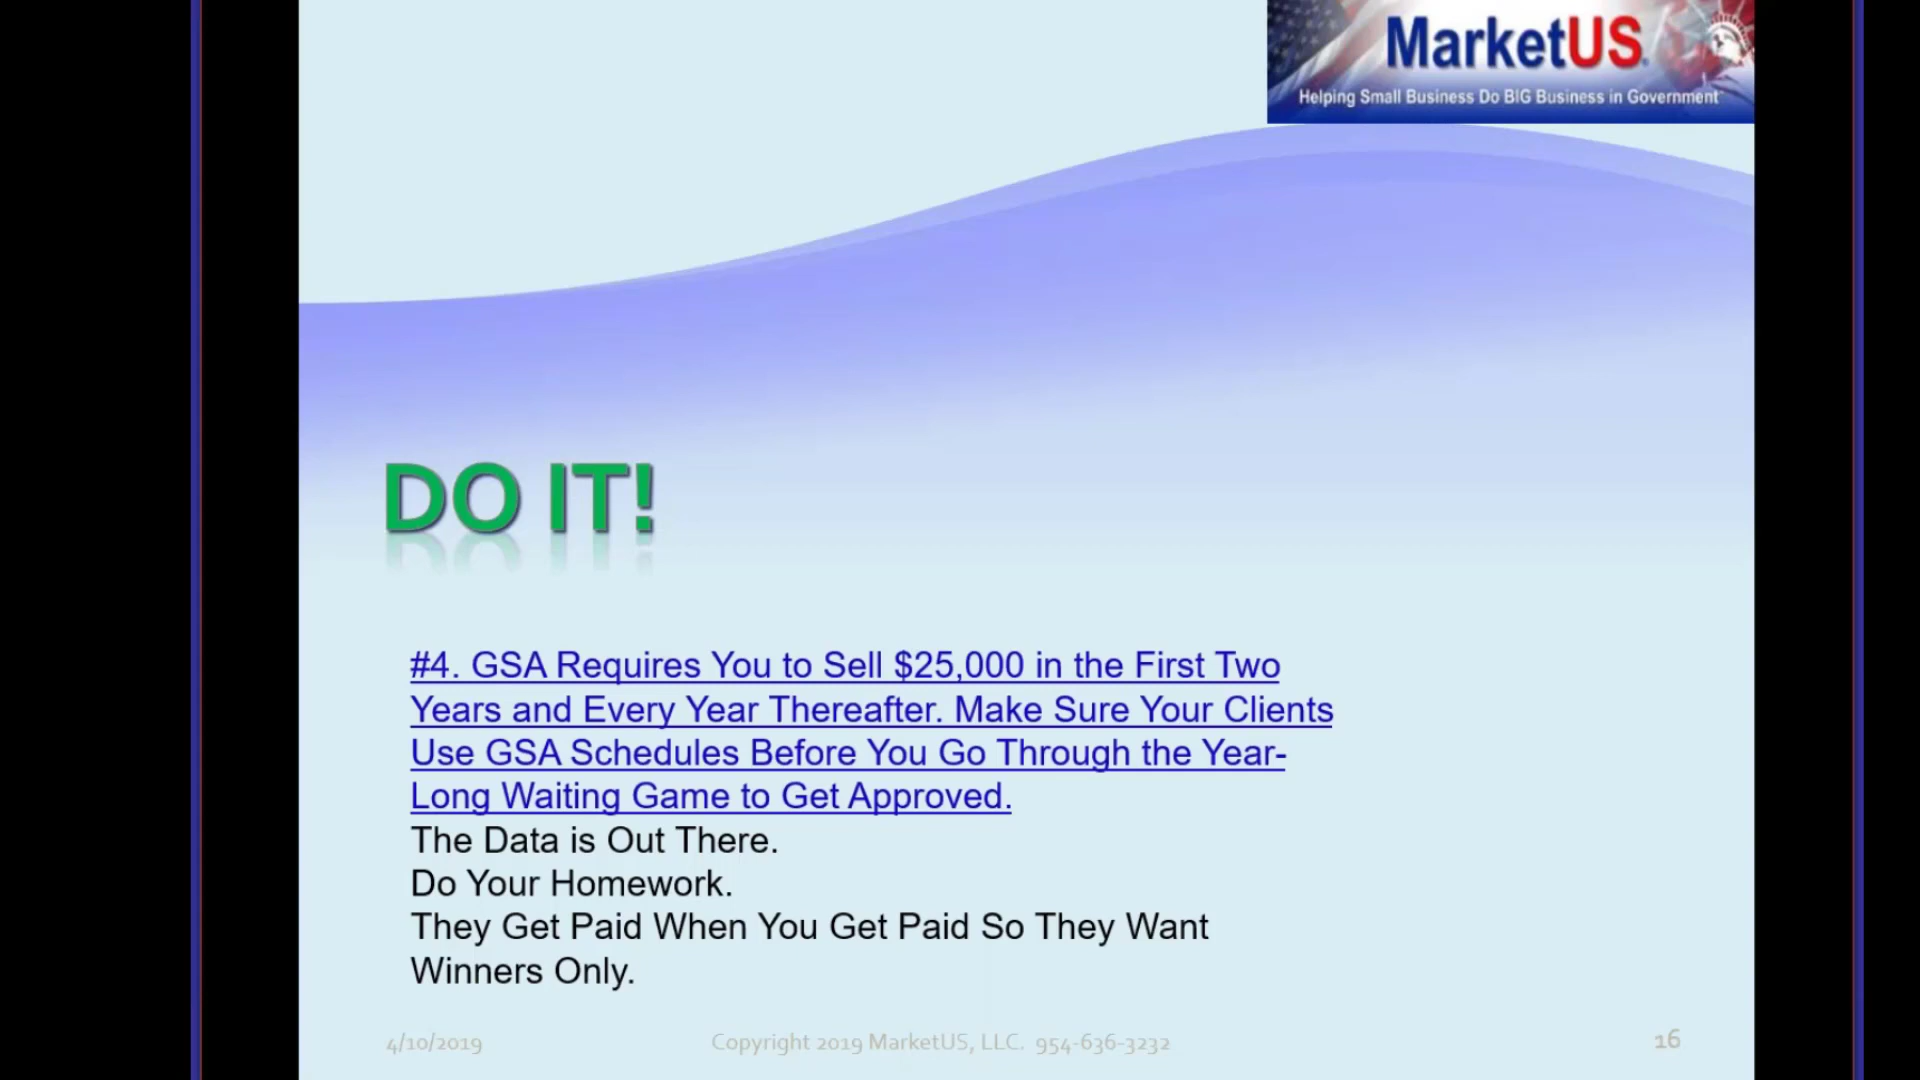 MarketUS
Helping Small Business Do BIG Business in Government
DO IT!
#4. GSA Requires You to Sell $25,000 in the First Two
Years and Every Year Thereafter. Make Sure Your Clients
Use GSA Schedules Before You Go Through the Year-
Long Waiting Game to Get Approved.
The Data is Out There.
Do Your Homework.
They Get Paid When You Get Paid So They Want
Winners Only.
4/10/2019 Copyright 2019 MarketUS, LLC. 954-636-3232 16